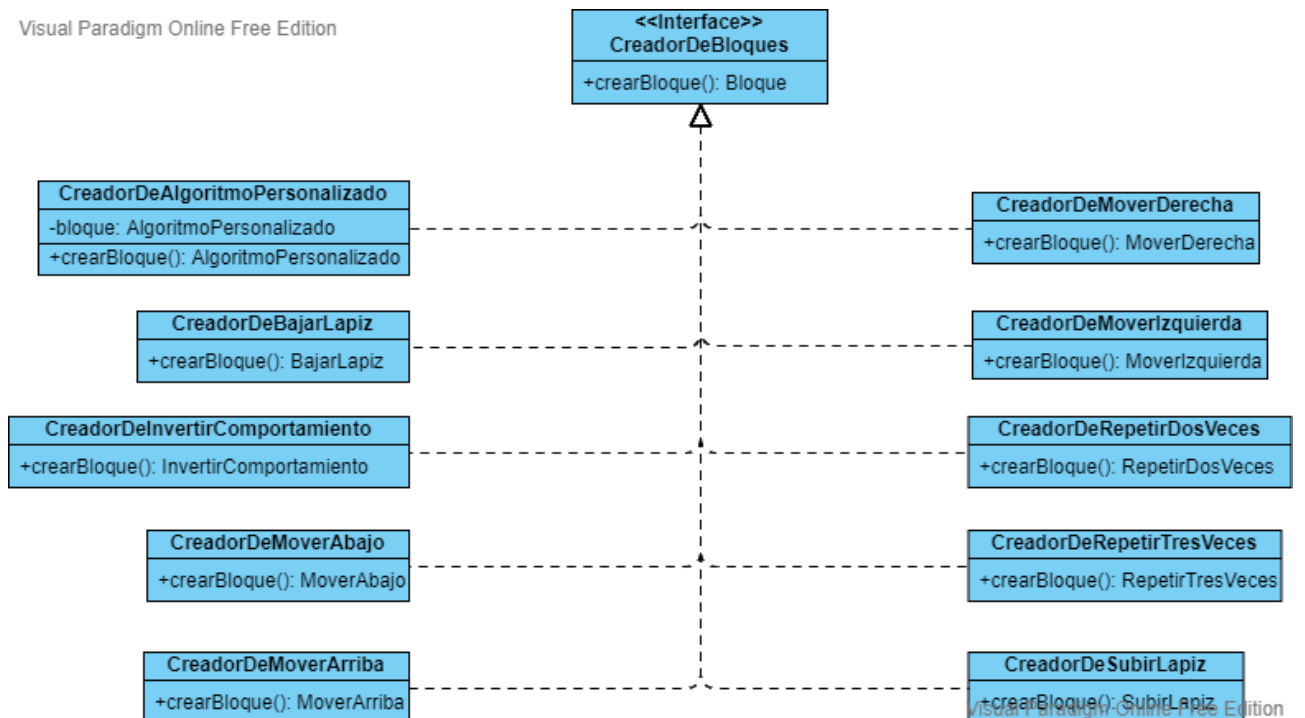 Visual Paradigm Online Free Edition
<<Interface>>
CreadorDeBloques
+crearBloque(): Bloque
CreadorDeAlgoritmoPersonalizado
-bloque: AlgoritmoPersonalizado
+crearBloque(): AlgoritmoPersonalizado
CreadorDeMoverDerecha
+crearBloque(): MoverDerecha
CreadorDeBajarLapiz
+crearBloque(): BajarLapiz
CreadorDeMoverIzquierda
+crearBloque(): MoverIzquierda
CreadorDeInvertirComportamiento
+crearBloque(): InvertirComportamiento
CreadorDeRepetirDosVeces
+crearBloque(): RepetirDosVeces
CreadorDeMoverAbajo
+crearBloque(): MoverAbajo
CreadorDeRepetirTresVeces
+crearBloque(): RepetirTresVeces
CreadorDeMoverArriba
+crearBloque(): MoverArriba
CreadorDeSubirLapiz
+crearBloque(): SubirLapiz
Visual Paradigm Online Free Edition